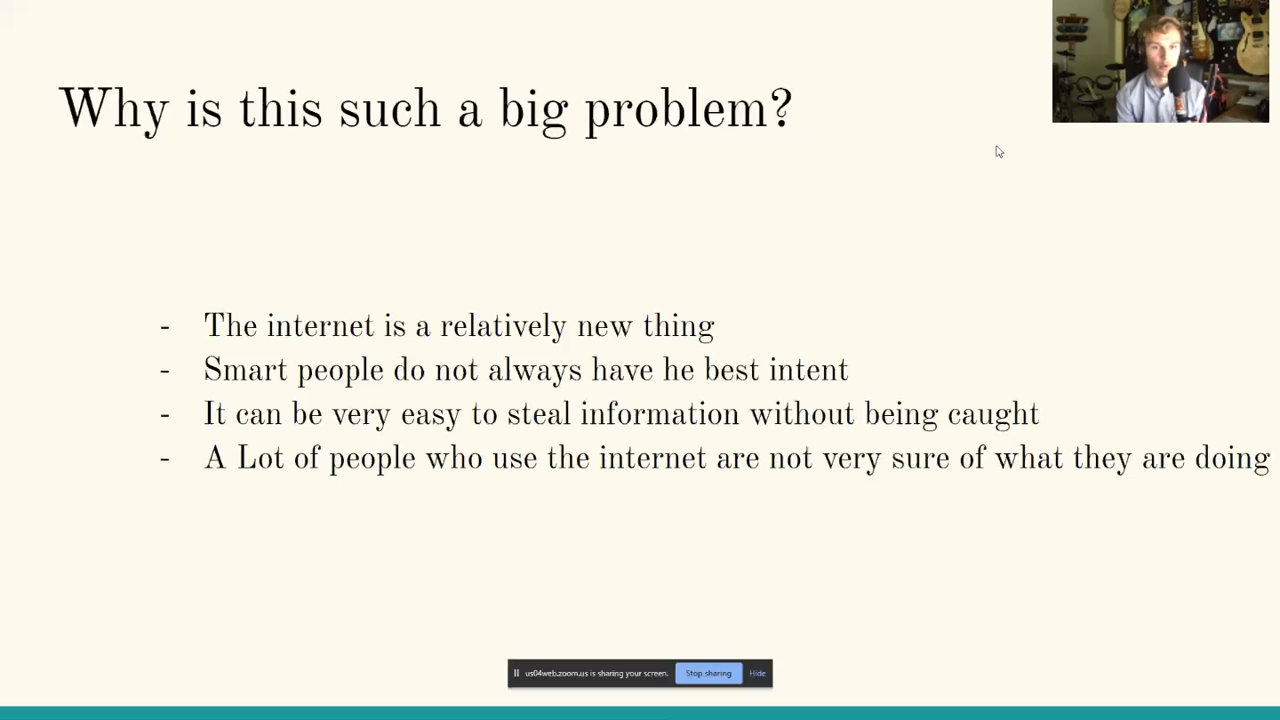 Why is this such a big problem?
- The internet is a relatively new thing
- Smart people do not always have he best intent
- It can be very easy to steal information without being caught
- A Lot of people who use the internet are not very sure of what they are doing
us04web.zoom.us is sharing your screen. Stop sharing Hide